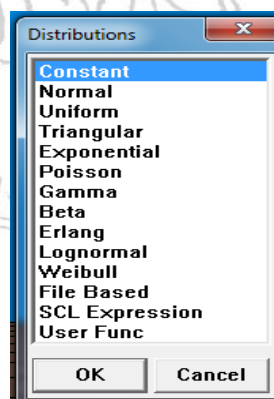 Distributions
Constant
Normal
Uniform
Triangular
Exponential
Poisson
Gamma
Beta
Erlang
Lognormal
Weibull
File Based
SCL Expression
User Func
OK Cancel